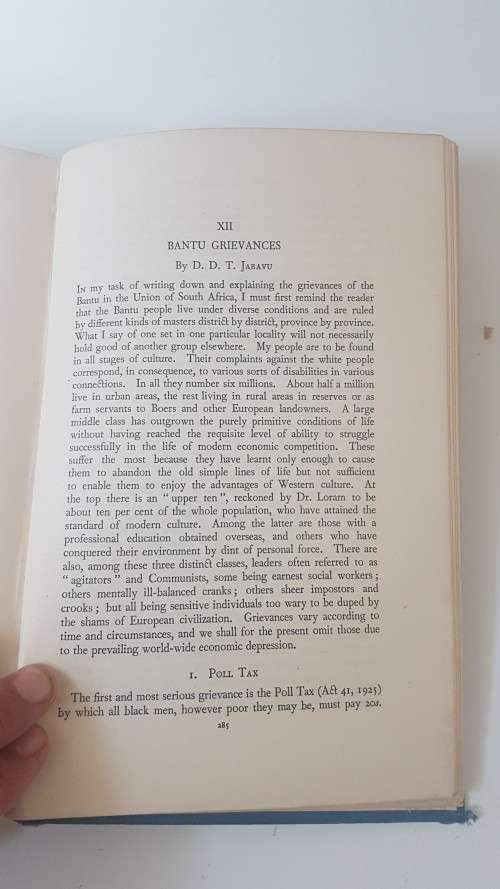 XII
BANTU GRIEVANCES
By D. D. T. Jabavu
In my task of writing down and explaining the grievances of the
Bantu in the Union of South Africa, I must first remind the reader
that the Bantu people live under diverse conditions and are ruled
by different kinds of masters district by district, province by province.
What I say of one set in one particular locality will not necessarily
hold good of another group elsewhere. My people are to be found
in all stages of culture. Their complaints against the white people
correspond, in consequence, to various sorts of disabilities in various
connections. In all they number six millions. About half a million
live in urban areas, the rest living in rural areas in reserves or as
farm servants to Boers and other European landowners. A large
middle class has outgrown the purely primitive conditions of life
without having reached the requisite level of ability to struggle
successfully in the life of modern economic competition. These
suffer the most because they have learnt only enough to cause
them to abandon the old simple lines of life but not sufficient
to enable them to enjoy the advantages of Western culture. At
the top there is an "upper ten", reckoned by Dr. Loram to be
about ten per cent of the whole population, who have attained the
standard of modern culture. Among the latter are those with a
professional education obtained overseas, and others who have
conquered their environment by dint of personal force. There are
also, among these three distinct classes, leaders often referred to as
"agitators" and Communists, some being earnest social workers;
others mentally ill-balanced cranks; others sheer impostors and
crooks; but all being sensitive individuals too wary to be duped by
the shams of European civilization. Grievances vary according to
time and circumstances, and we shall for the present omit those due
to the prevailing world-wide economic depression.
1. Poll Tax
The first and most serious grievance is the Poll Tax (Act 41, 1925)
by which all black men, however poor they may be, must pay 20s.
285